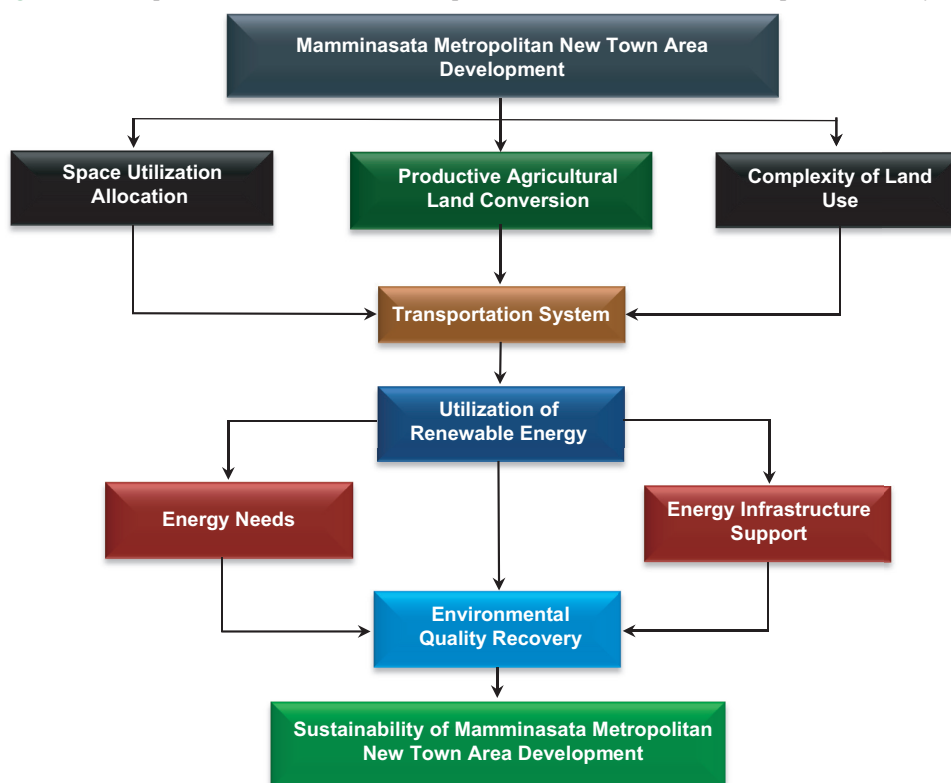 Mamminasata Metropolitan New Town Area
Development
Space Utilization
Allocation
Productive Agricultural
Land Conversion
Complexity of Land
Use
Transportation System
Utilization of
Renewable Energy
Energy Needs
Energy Infrastructure
Support
Environmental
Quality Recovery
Sustainability of Mamminasata Metropolitan
New Town Area Development